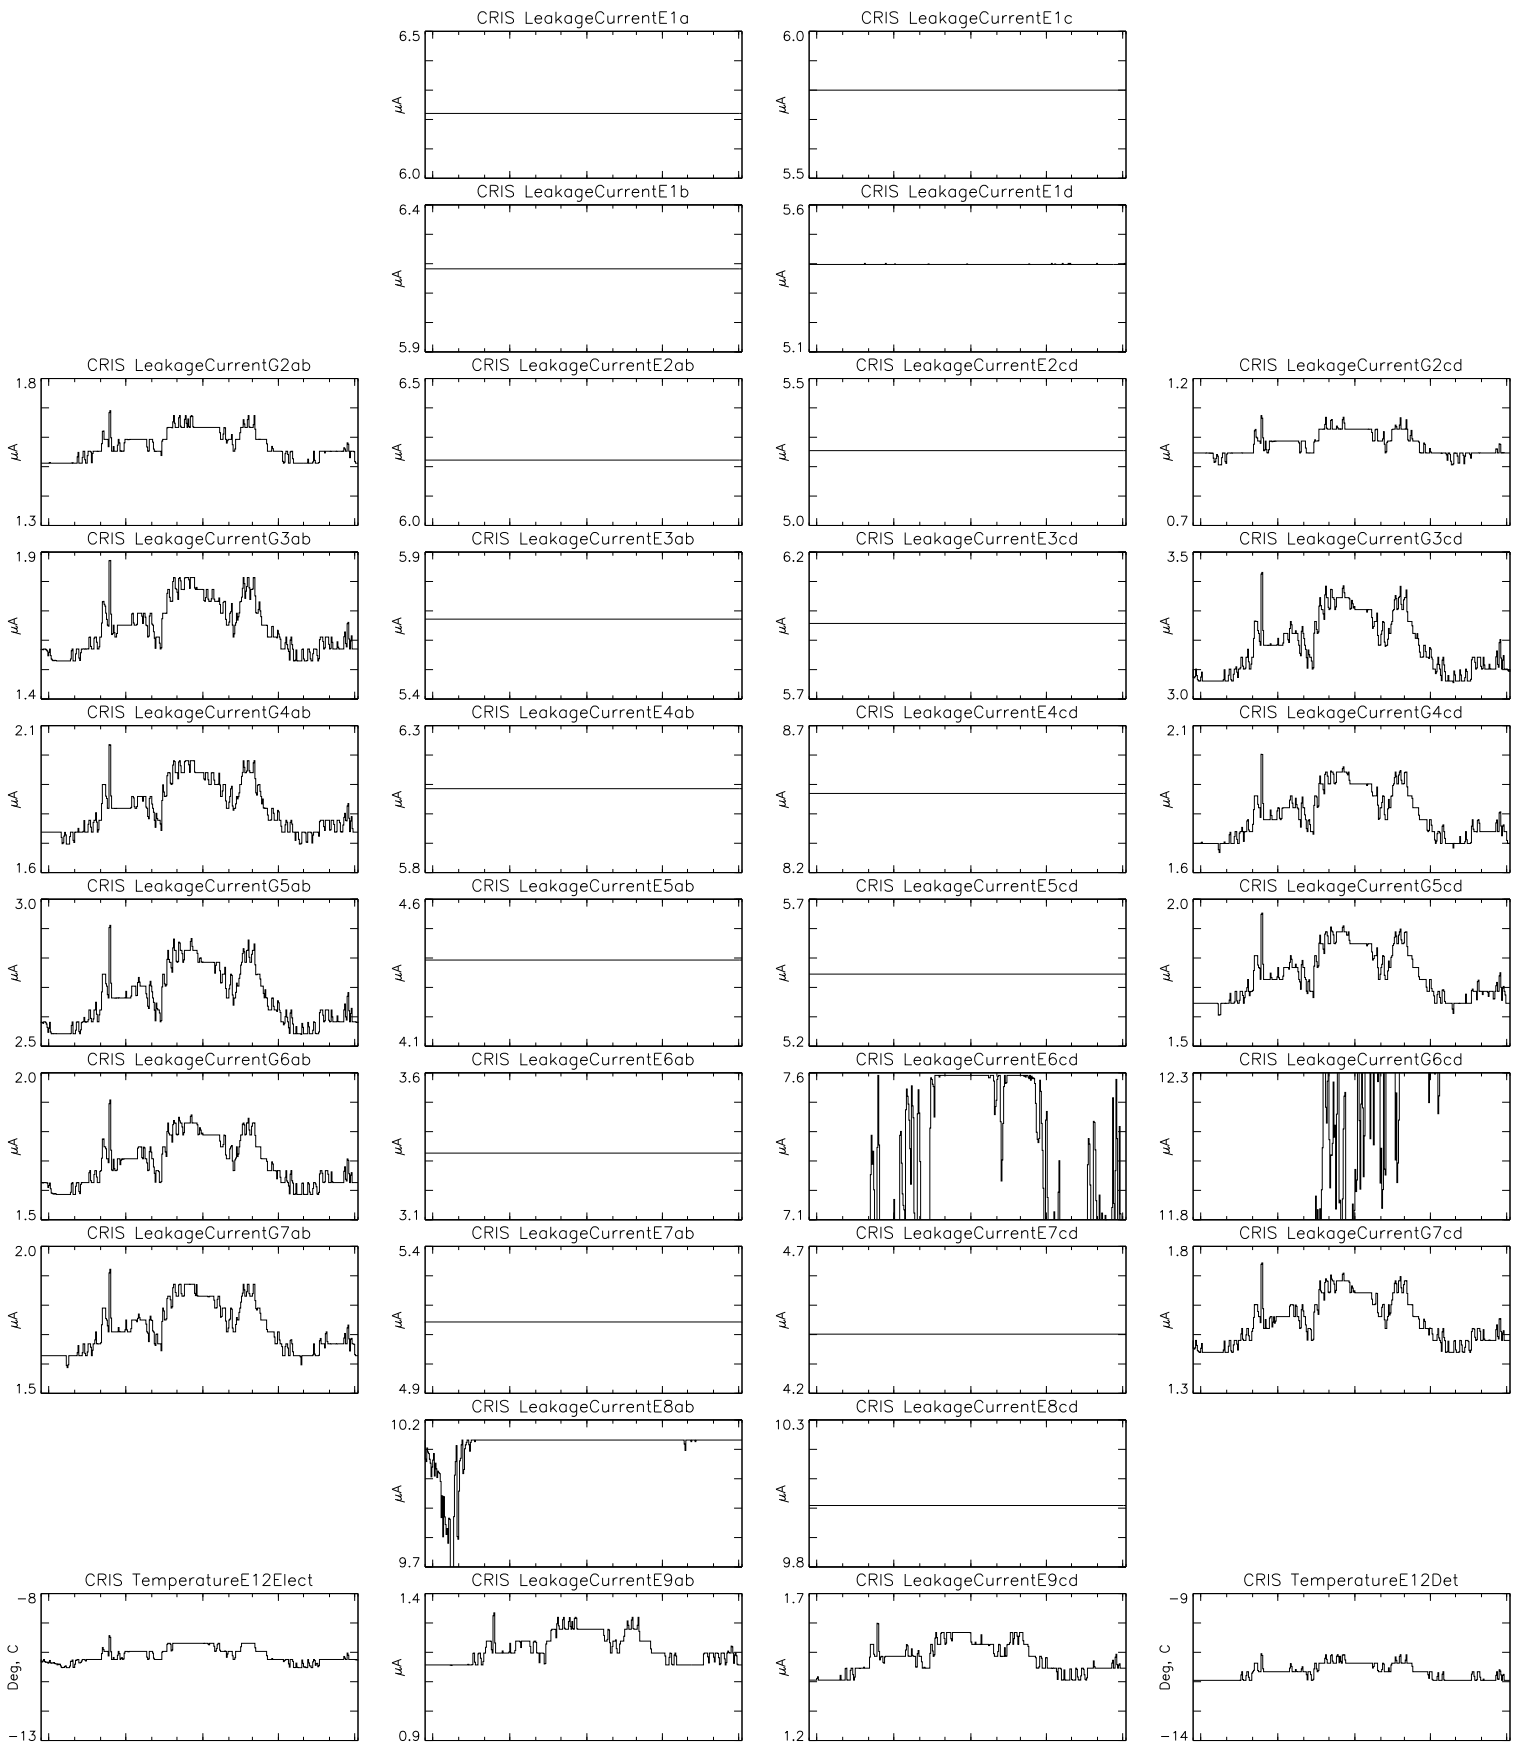 CRIS LeakageCurrentE1a
CRIS LeakageCurrentE1c
6.5
μA
6.0
6.0
μA
5.5
CRIS LeakageCurrentE1b
CRIS LeakageCurrentE1d
6.4
μA
5.9
5.6
μA
5.1
CRIS LeakageCurrentG2ab
CRIS LeakageCurrentE2ab
CRIS LeakageCurrentE2cd
CRIS LeakageCurrentG2cd
1.8
μA
1.3
6.5
μA
6.0
5.5
μA
5.0
1.2
μA
0.7
CRIS LeakageCurrentG3ab
CRIS LeakageCurrentE3ab
CRIS LeakageCurrentE3cd
CRIS LeakageCurrentG3cd
1.9
μA
1.4
5.9
μA
5.4
6.2
μA
5.7
3.5
μA
3.0
CRIS LeakageCurrentG4ab
CRIS LeakageCurrentE4ab
CRIS LeakageCurrentE4cd
CRIS LeakageCurrentG4cd
2.1
μA
1.6
6.3
μA
5.8
8.7
μA
8.2
2.1
μA
1.6
CRIS LeakageCurrentG5ab
CRIS LeakageCurrentE5ab
CRIS LeakageCurrentE5cd
CRIS LeakageCurrentG5cd
3.0
μA
2.5
4.6
μA
4.1
5.7
μA
5.2
2.0
μA
1.5
CRIS LeakageCurrentG6ab
CRIS LeakageCurrentE6ab
CRIS LeakageCurrentE6cd
CRIS LeakageCurrentG6cd
2.0
μA
1.5
3.6
μA
3.1
7.6
μA
7.1
12.3
μA
11.8
CRIS LeakageCurrentG7ab
CRIS LeakageCurrentE7ab
CRIS LeakageCurrentE7cd
CRIS LeakageCurrentG7cd
2.0
μA
1.5
5.4
μA
4.9
4.7
μA
4.2
1.8
μA
1.3
CRIS LeakageCurrentE8ab
CRIS LeakageCurrentE8cd
10.2
μA
9.7
10.3
μA
9.8
CRIS TemperatureE12Elect
CRIS LeakageCurrentE9ab
CRIS LeakageCurrentE9cd
CRIS TemperatureE12Det
-8
Deg, C
-13
1.4
μA
0.9
1.7
μA
1.2
-9
Deg, C
-14